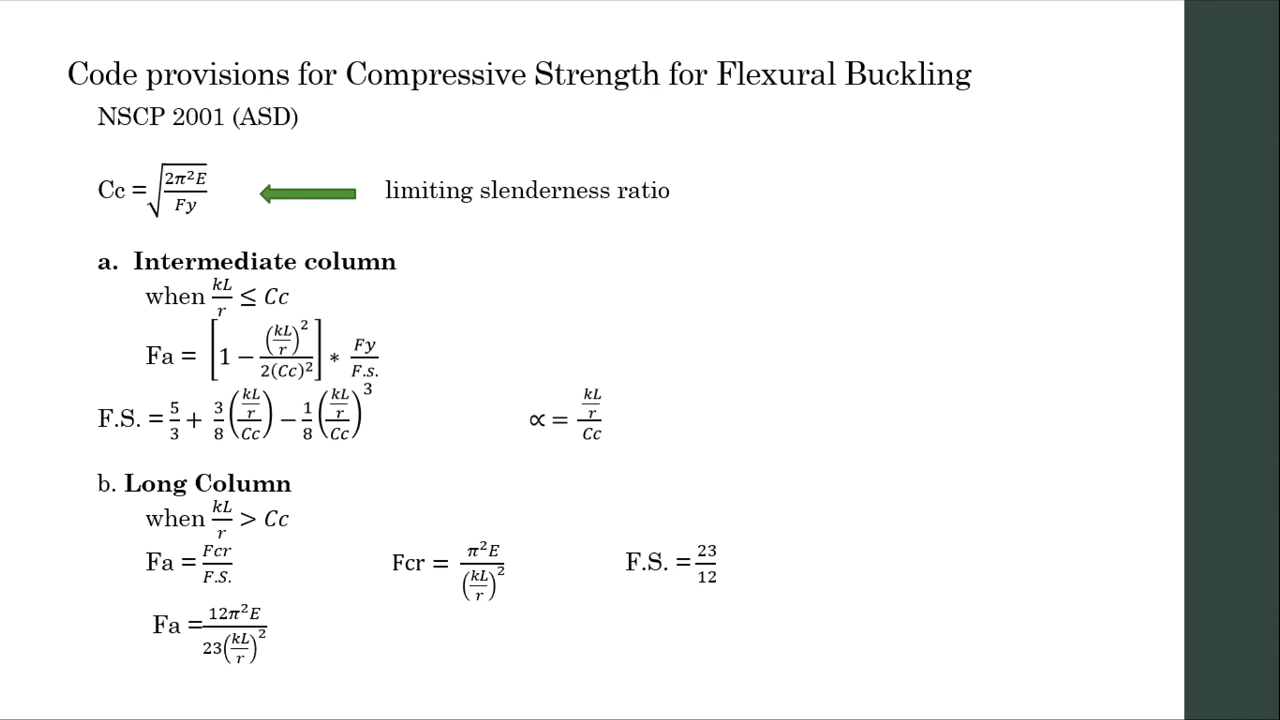 Code provisions for Compressive Strength for Flexural Buckling
NSCP 2001 (ASD)
Cc = √(2π²E / Fy) limiting slenderness ratio
a. Intermediate column
when kL/r ≤ Cc
Fa = [1 − (kL/r)² / 2(Cc)²] ∗ Fy/F.s.
F.S. = 5/3 + 3/8 ((kL/r)/Cc) − 1/8 ((kL/r)/Cc)³ ∝ = (kL/r)/Cc
b. Long Column
when kL/r > Cc
Fa = Fcr/F.S. Fcr = π²E / (kL/r)² F.S. = 23/12
Fa = 12π²E / 23(kL/r)²